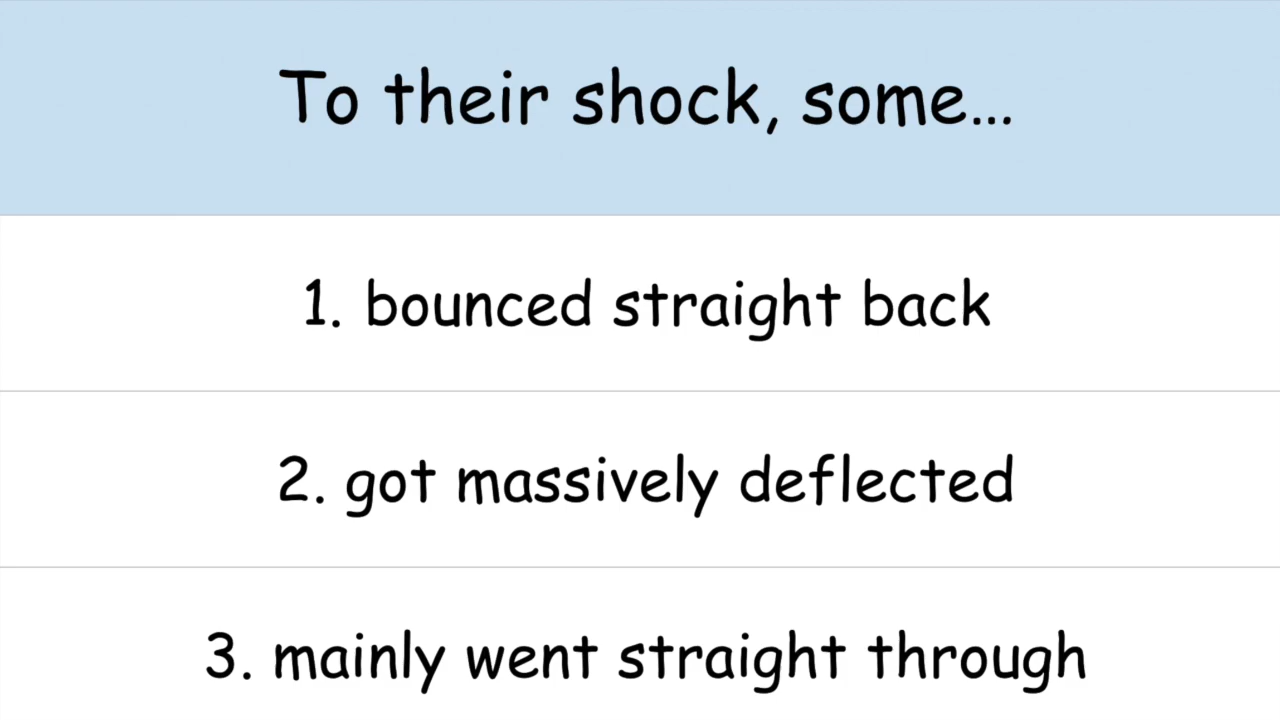 To their shock, some…
1. bounced straight back
2. got massively deflected
3. mainly went straight through